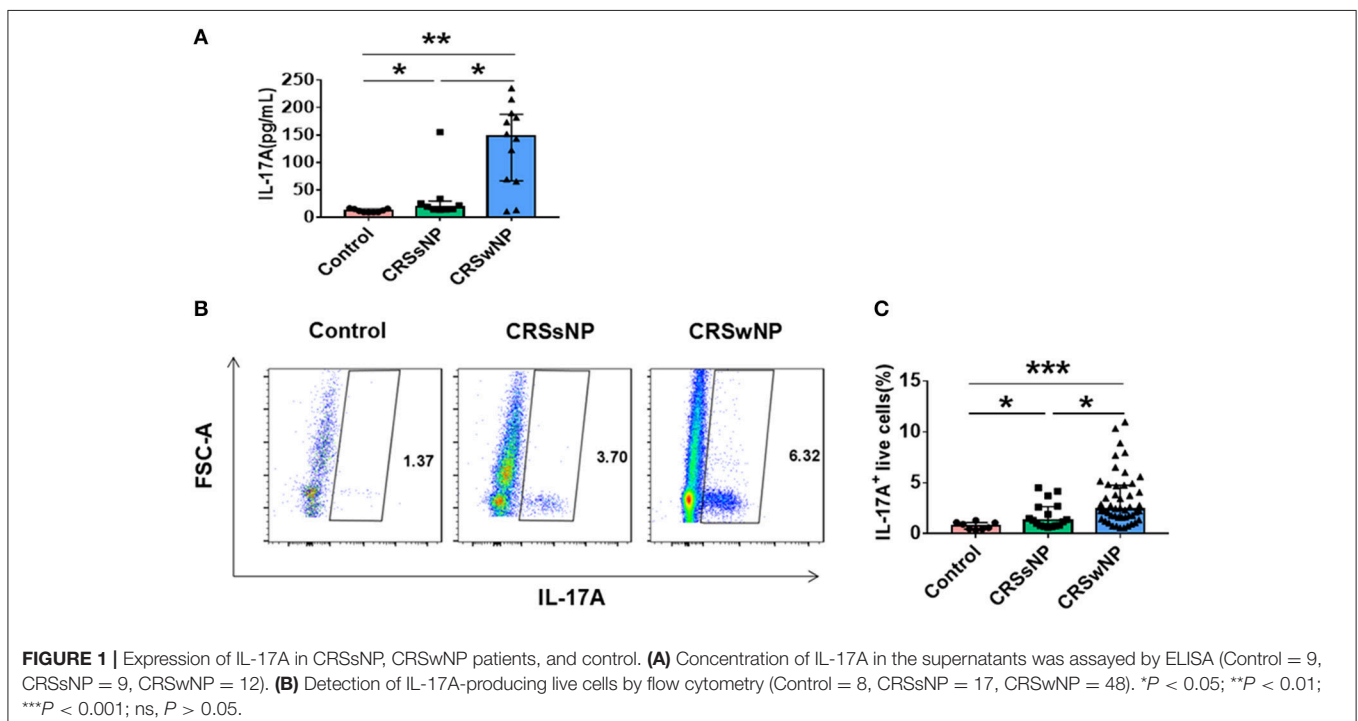 A
**
* *
IL-17A(pg/mL)
250
200
150
100
50
0
Control
CRSsNP
CRSwNP
B
Control CRSsNP CRSwNP
FSC-A
1.37
3.70
6.32
IL-17A
C
***
* *
IL-17A+ live cells(%)
15
10
5
0
Control
CRSsNP
CRSwNP
FIGURE 1 | Expression of IL-17A in CRSsNP, CRSwNP patients, and control. (A) Concentration of IL-17A in the supernatants was assayed by ELISA (Control = 9,
CRSsNP = 9, CRSwNP = 12). (B) Detection of IL-17A-producing live cells by flow cytometry (Control = 8, CRSsNP = 17, CRSwNP = 48). *P < 0.05; **P < 0.01;
***P < 0.001; ns, P > 0.05.